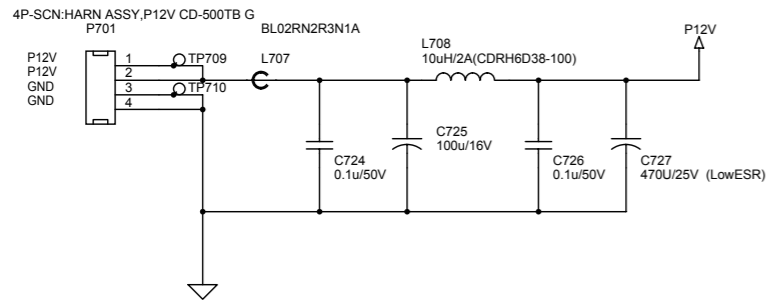 4P-SCN:HARN ASSY,P12V CD-500TB G
P701
BL02RN2R3N1A
L707
L708
10uH/2A(CDRH6D38-100)
P12V
P12V 1 TP709
P12V 2
GND 3 TP710
GND 4
C724
0.1u/50V
C725
100u/16V
C726
0.1u/50V
C727
470U/25V (LowESR)